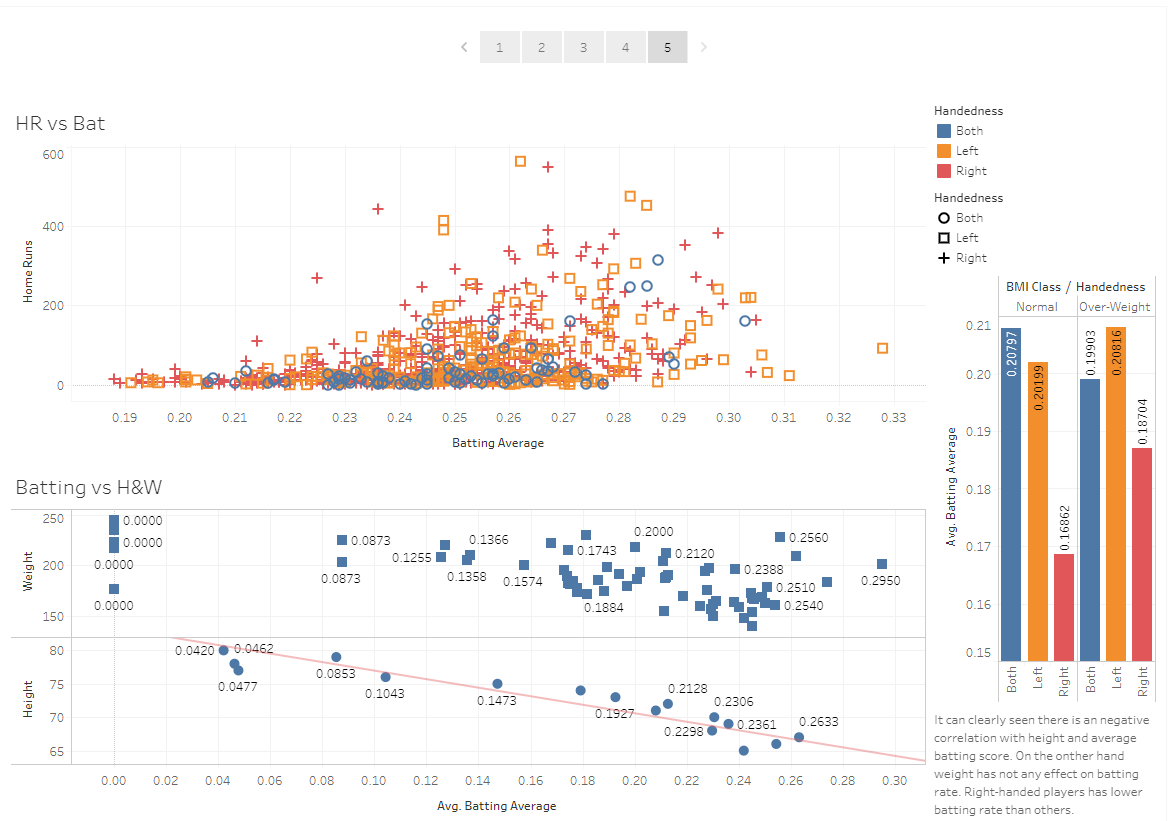 1 2 3 4 5
HR vs Bat
Home Runs
600
400
200
0
0.19 0.20 0.21 0.22 0.23 0.24 0.25 0.26 0.27 0.28 0.29 0.30 0.31 0.32 0.33
Batting Average
Handedness
Both
Left
Right
Handedness
Both
Left
Right
Batting vs H&W
Weight
250
200
150
0.0000
0.0000
0.0000
0.0000
0.0873
0.0873
0.1255
0.1366
0.1358
0.1574
0.1743
0.1884
0.2000
0.2120
0.2388
0.2560
0.2510
0.2540
0.2950
Height
80
75
70
65
0.0420
0.0462
0.0477
0.0853
0.1043
0.1473
0.1927
0.2128
0.2298
0.2306
0.2361
0.2633
0.00 0.02 0.04 0.06 0.08 0.10 0.12 0.14 0.16 0.18 0.20 0.22 0.24 0.26 0.28 0.30
Avg. Batting Average
BMI Class / Handedness
Normal Over-Weight
Avg. Batting Average
0.21
0.20
0.19
0.18
0.17
0.16
0.15
0.20797
0.20199
0.16862
0.19903
0.20816
0.18704
Both Left Right Both Left Right
It can clearly seen there is an negative
correlation with height and average
batting score. On the onther hand
weight has not any effect on batting
rate. Right-handed players has lower
batting rate than others.